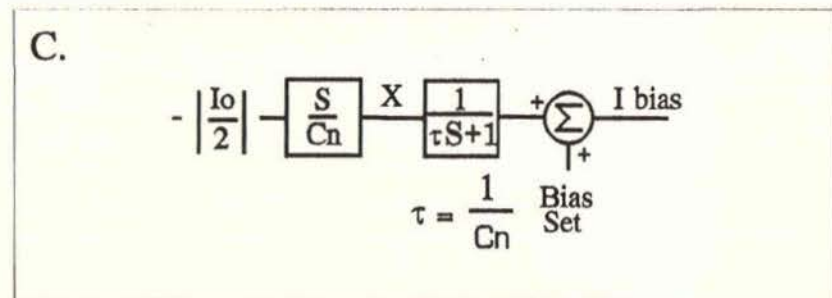 C.
- |Io/2| S/Cn X 1/τS+1 + Σ I bias
+
τ = 1/Cn Bias Set